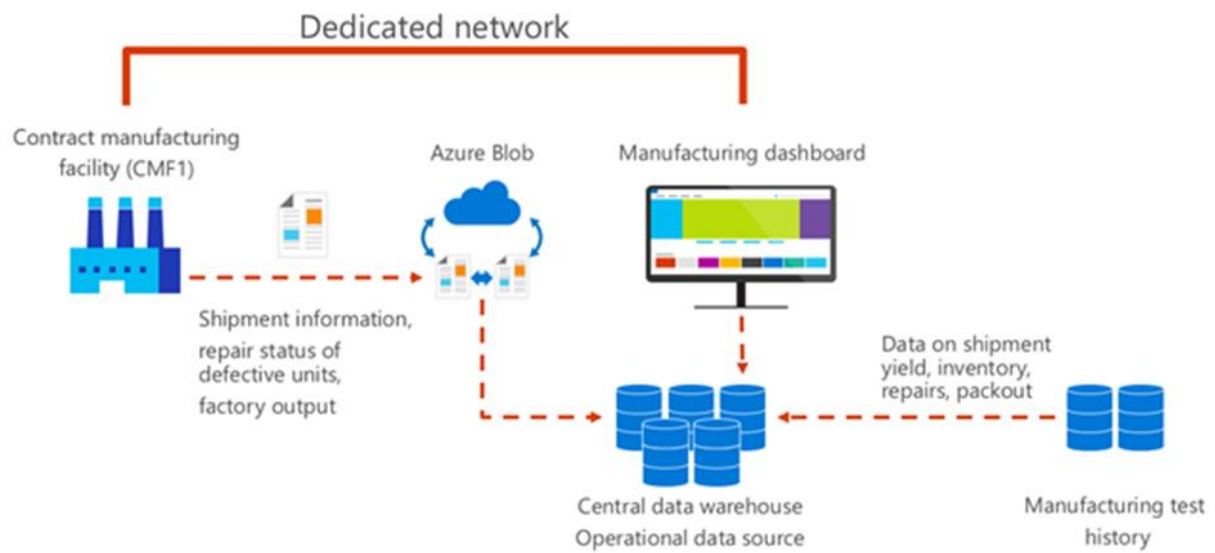 Dedicated network
Contract manufacturing
facility (CMF1)
Azure Blob
Manufacturing dashboard
Shipment information,
repair status of
defective units,
factory output
Data on shipment
yield, inventory,
repairs, packout
Central data warehouse
Operational data source
Manufacturing test
history